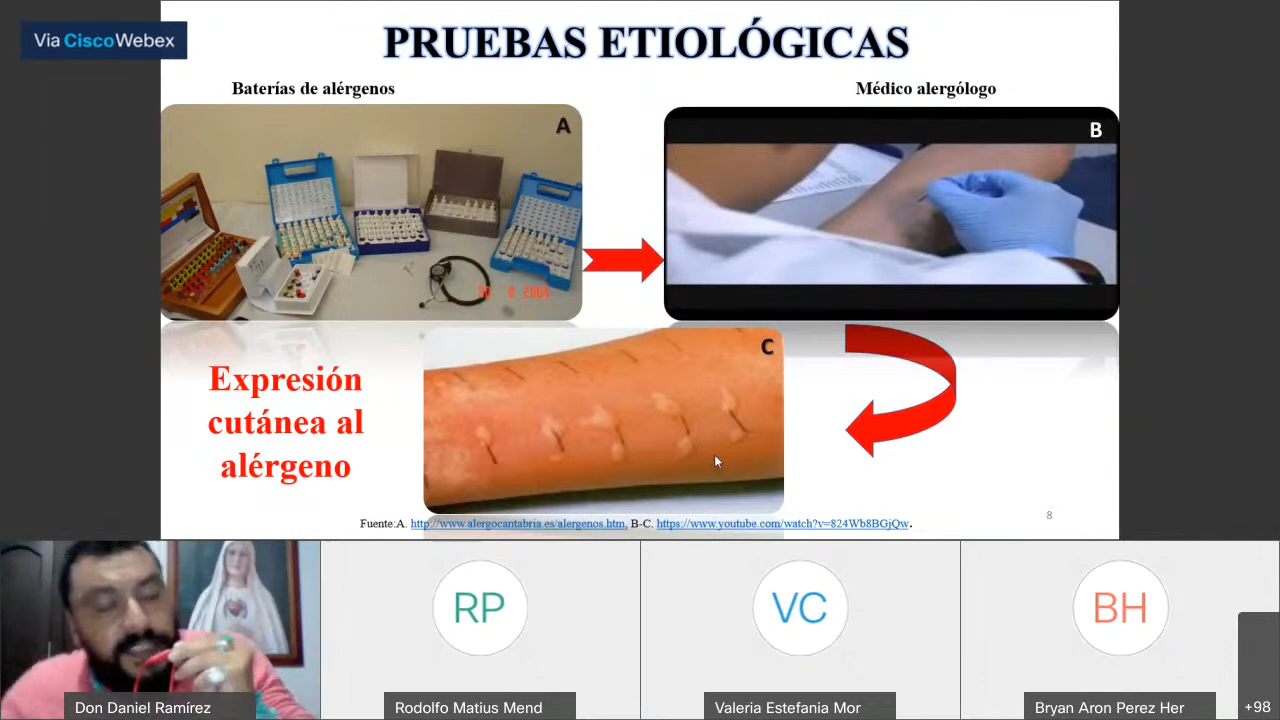 Via Cisco Webex
PRUEBAS ETIOLÓGICAS
Baterías de alérgenos
Médico alergólogo
A
B
C
Expresión
cutánea al
alérgeno
Fuente:A. http://www.alergocantabria.es/alergenos.htm, B-C. https://www.youtube.com/watch?v=824Wb8BGjQw.
8
RP
VC
BH
Don Daniel Ramírez
Rodolfo Matius Mend
Valeria Estefania Mor
Bryan Aron Perez Her
+98